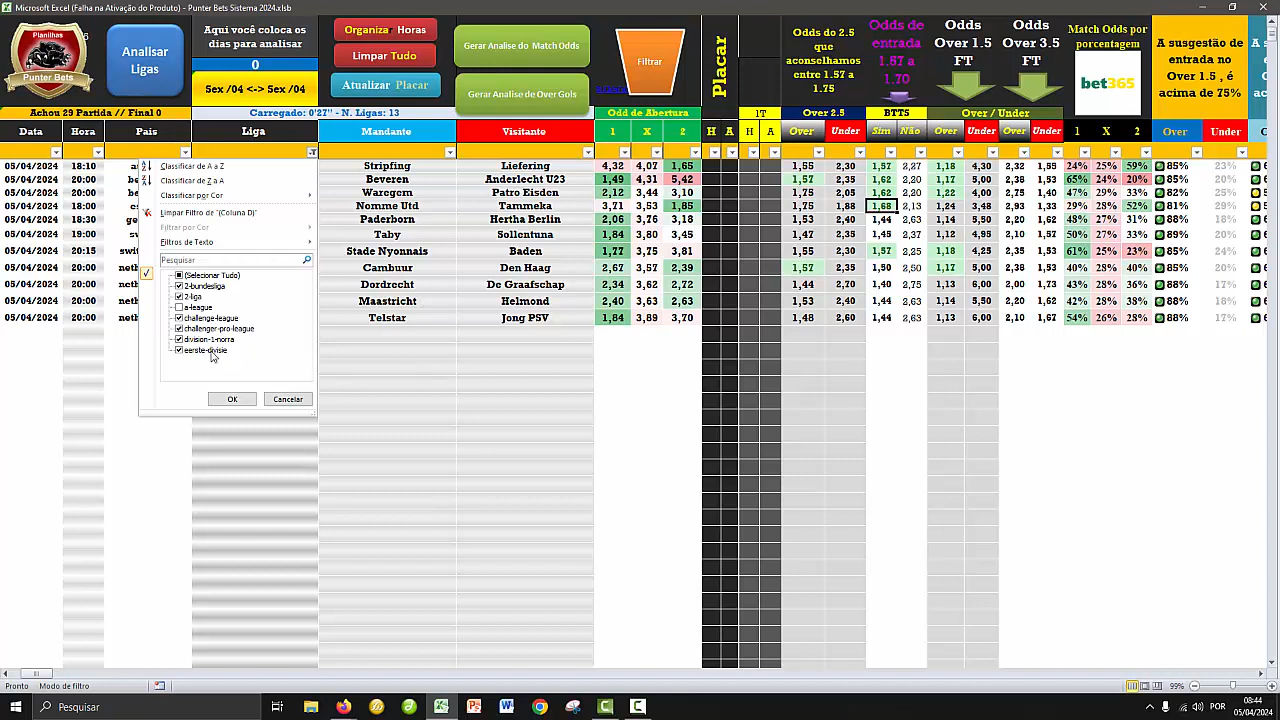 Microsoft Excel (Falha na Ativação do Produto) - Punter Bets Sistema 2024.xlsb
Planilhas
Punter Bets
Analisar Ligas
Aqui você coloca os dias para analisar
0
Sex /04 <-> Sex /04
Organizar Horas
Limpar Tudo
Atualizar Placar
Gerar Analise do Match Odds
Gerar Analise de Over Gols
Filtrar
Placar
Odds do 2.5 que aconselhamos entre 1.57 a 1.75
Odds de entrada 1.57 a 1.70
Odds Over 1.5 FT
Odds Over 3.5 FT
Match Odds por porcentagem
bet365
A susgestão de entrada no Over 1.5 , é acima de 75%
Achou 29 Partida // Final 0
Carregado: 0'27" - N. Ligas: 13
Odd de Abertura
1T
Over 2.5
BTTS
Over / Under
Data Hora País Liga Mandante Visitante 1 X 2 H A H A Over Under Sim Não Over Under Over Under 1 X 2 Over Under
05/04/2024 18:10 Stripfing Liefering 4,32 4,07 1,65 1,55 2,30 1,57 2,27 1,18 4,30 2,32 1,55 24% 25% 59% 85% 23%
05/04/2024 18:00 be Beveren Anderlecht U23 1,49 4,31 5,42 1,57 2,35 1,62 2,20 1,17 5,00 2,38 1,53 65% 24% 20% 85% 20%
05/04/2024 18:00 be Waregem Patro Eisden 2,12 3,44 3,10 1,75 2,05 1,62 2,20 1,22 4,00 2,75 1,40 47% 29% 33% 82% 25%
05/04/2024 18:00 Nomme Utd Tammeka 3,71 3,53 1,85 1,75 1,88 1,68 2,13 1,24 3,48 2,93 1,33 29% 28% 52% 81% 29%
05/04/2024 18:30 ge Paderborn Hertha Berlin 2,06 3,76 3,18 1,53 2,40 1,44 2,63 1,14 5,50 2,20 1,62 48% 27% 31% 88% 18%
05/04/2024 19:00 Taby Sollentuna 1,84 3,80 3,45 1,47 2,35 1,44 2,63 1,12 4,95 2,05 1,65 50% 27% 33% 89% 20%
05/04/2024 20:15 swi Stade Nyonnais Baden 1,77 3,75 3,81 1,55 2,30 1,57 2,25 1,18 4,25 2,35 1,53 61% 25% 23% 85% 24%
05/04/2024 20:00 neth Cambuur Den Haag 2,67 3,57 2,39 1,57 2,35 1,50 2,50 1,17 5,00 2,38 1,53 40% 28% 40% 85% 20%
05/04/2024 20:00 neth Dordrecht De Graafschap 2,34 3,62 2,72 1,44 2,70 1,44 2,63 1,13 6,00 2,20 1,62 43% 28% 36% 88% 17%
05/04/2024 20:00 neth Maastricht Helmond 2,40 3,63 2,63 1,53 2,40 1,44 2,63 1,14 5,50 2,20 1,62 42% 28% 38% 88% 18%
05/04/2024 20:00 neth Telstar Jong PSV 1,84 3,89 3,70 1,48 2,60 1,44 2,63 1,13 6,00 2,10 1,67 54% 26% 28% 88% 17%
Classificar de A a Z
Classificar de Z a A
Classificar por Cor
Limpar Filtro de "(Coluna D)"
Filtrar por Cor
Filtros de Texto
Pesquisar
(Selecionar Tudo)
2-bundesliga
2-liga
a-league
challenge-league
challenger-pro-league
division-1-norra
eerste-divisie
OK
Cancelar
Pronto Modo de filtro 99%
Pesquisar
POR
08:44
05/04/2024